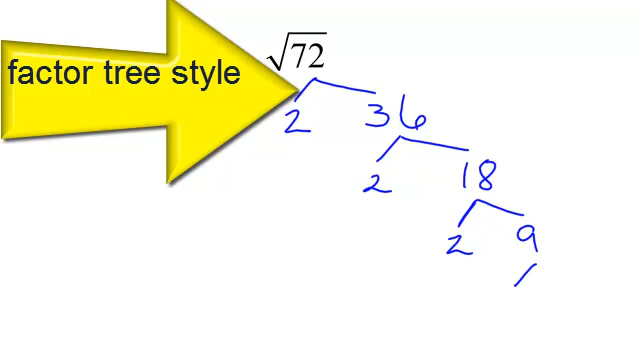 √72
factor tree style
2 36
2 18
2 9